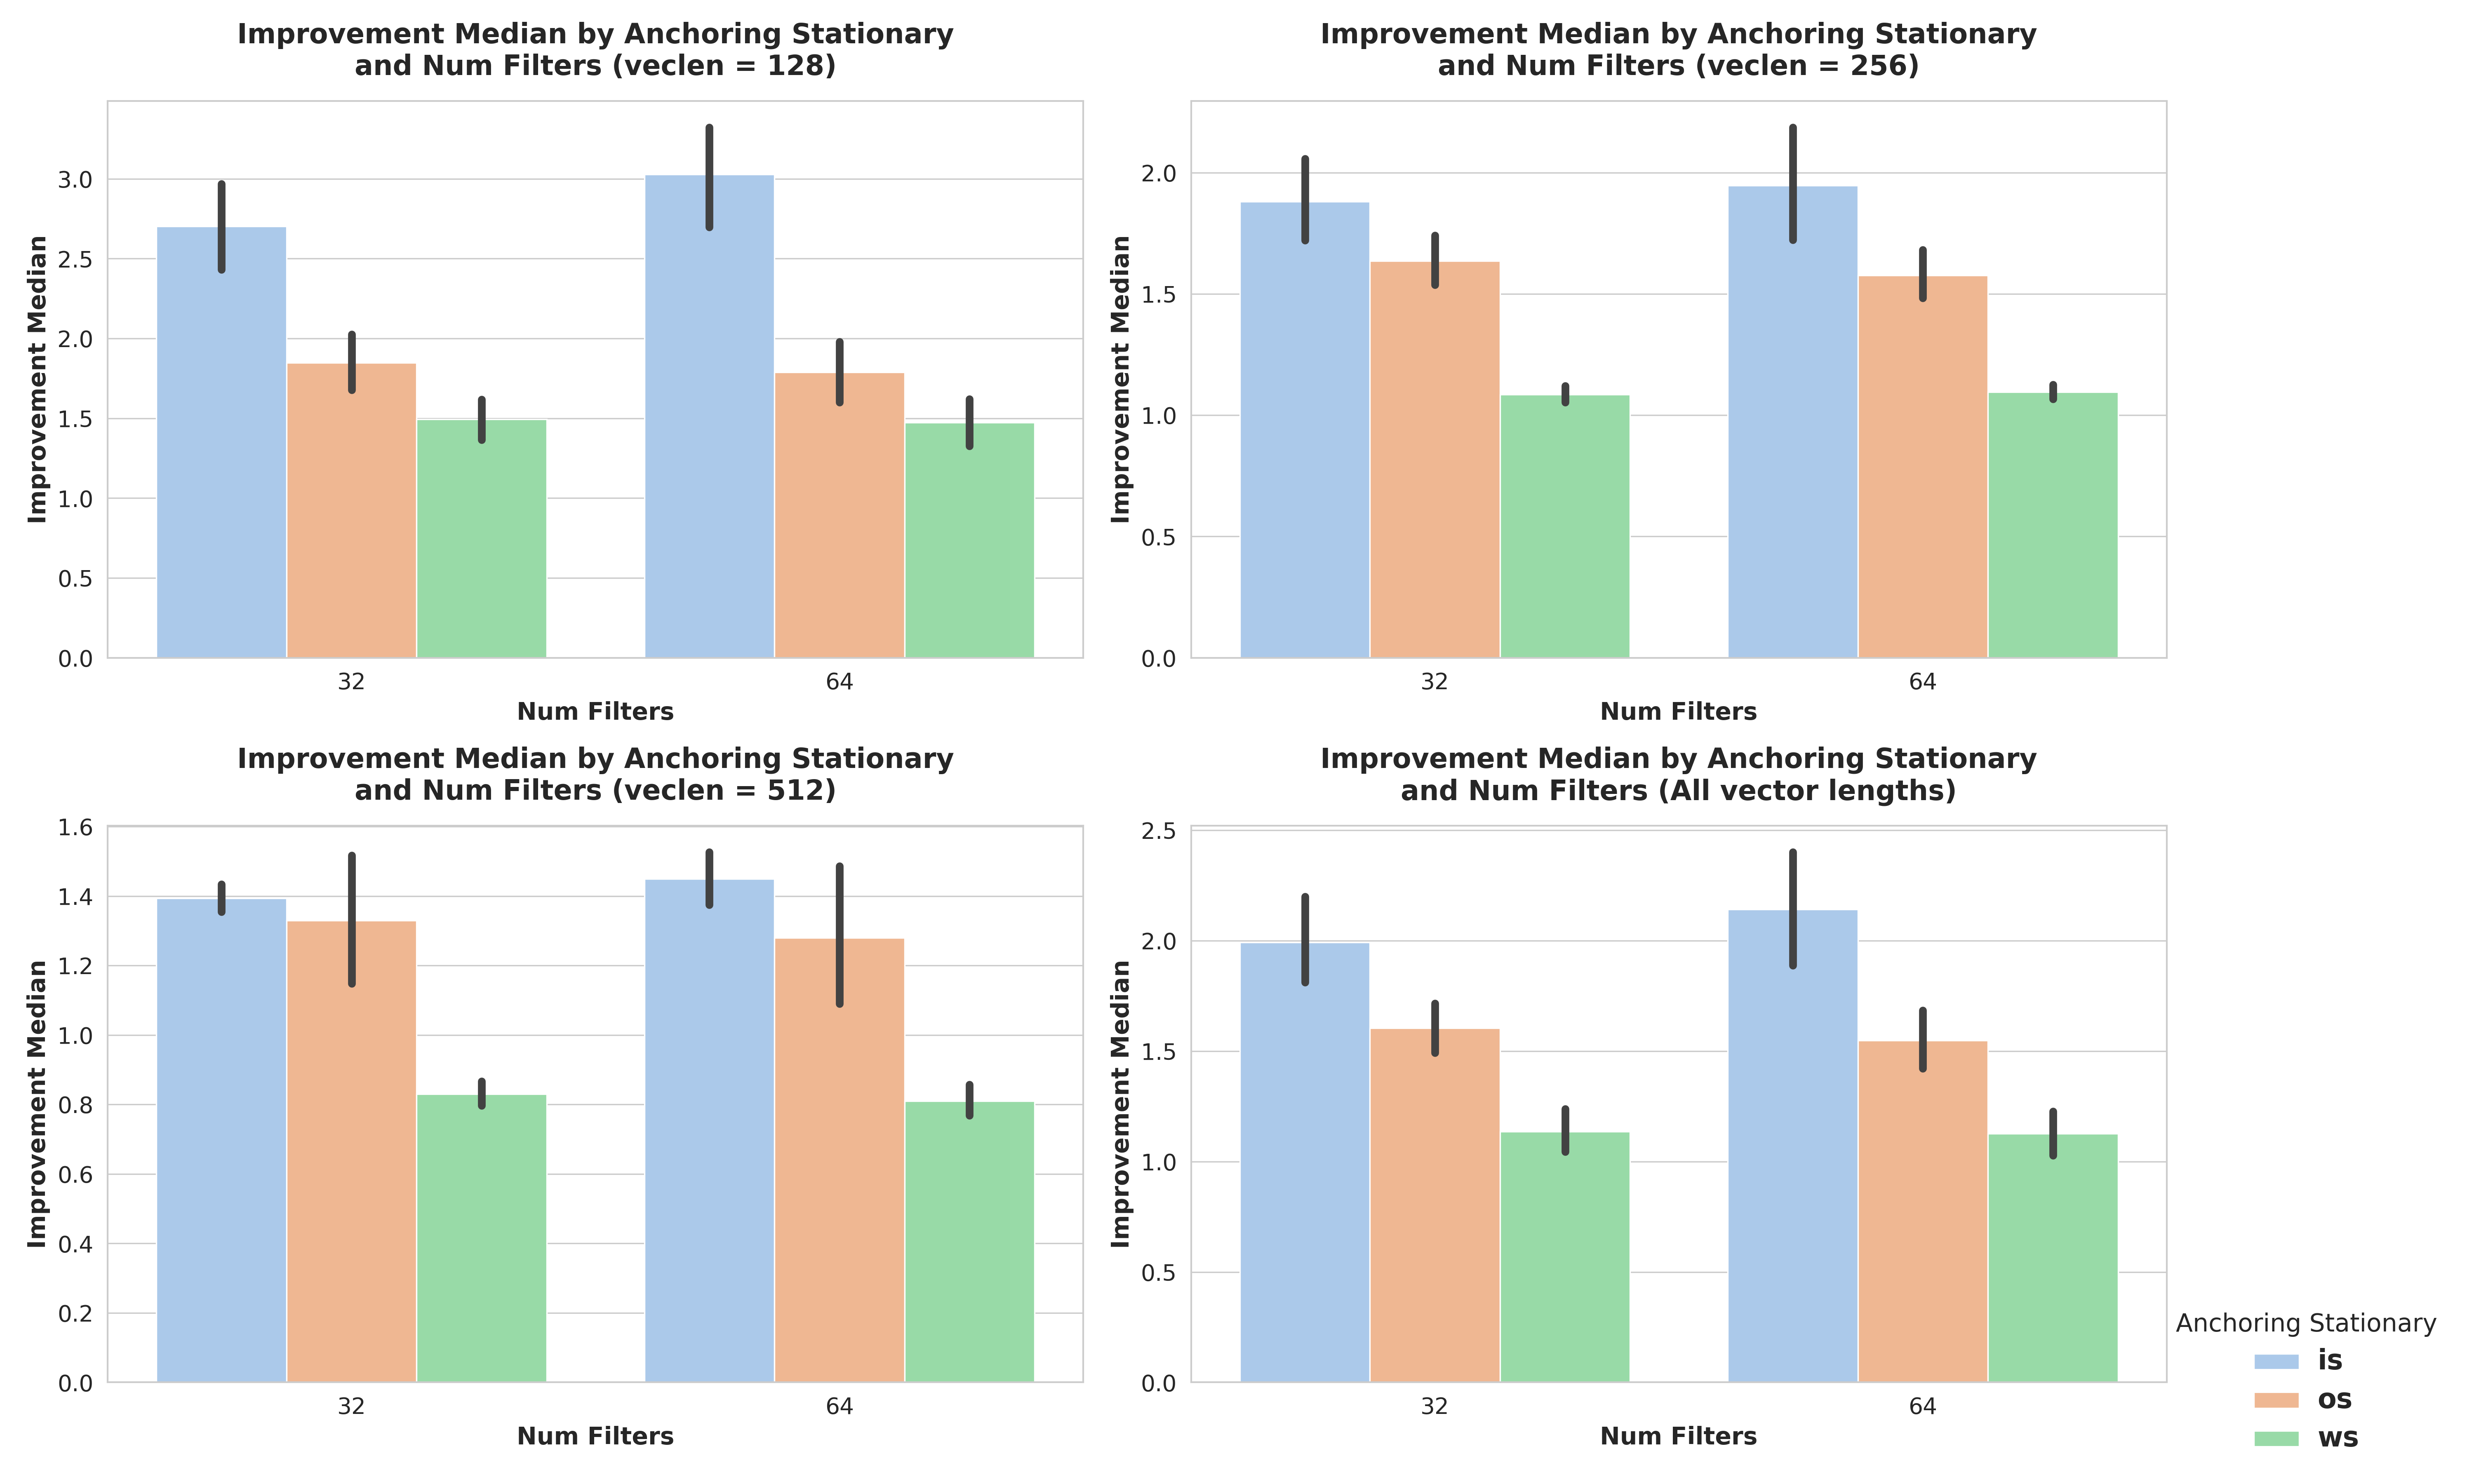 Improvement Median by Anchoring Stationary
and Num Filters (veclen = 128)
Improvement Median
3.0
2.5
2.0
1.5
1.0
0.5
0.0
32
64
Num Filters
Improvement Median by Anchoring Stationary
and Num Filters (veclen = 256)
Improvement Median
2.0
1.5
1.0
0.5
0.0
32
64
Num Filters
Improvement Median by Anchoring Stationary
and Num Filters (veclen = 512)
Improvement Median
1.6
1.4
1.2
1.0
0.8
0.6
0.4
0.2
0.0
32
64
Num Filters
Improvement Median by Anchoring Stationary
and Num Filters (All vector lengths)
Improvement Median
2.5
2.0
1.5
1.0
0.5
0.0
32
64
Num Filters
Anchoring Stationary
is
os
ws